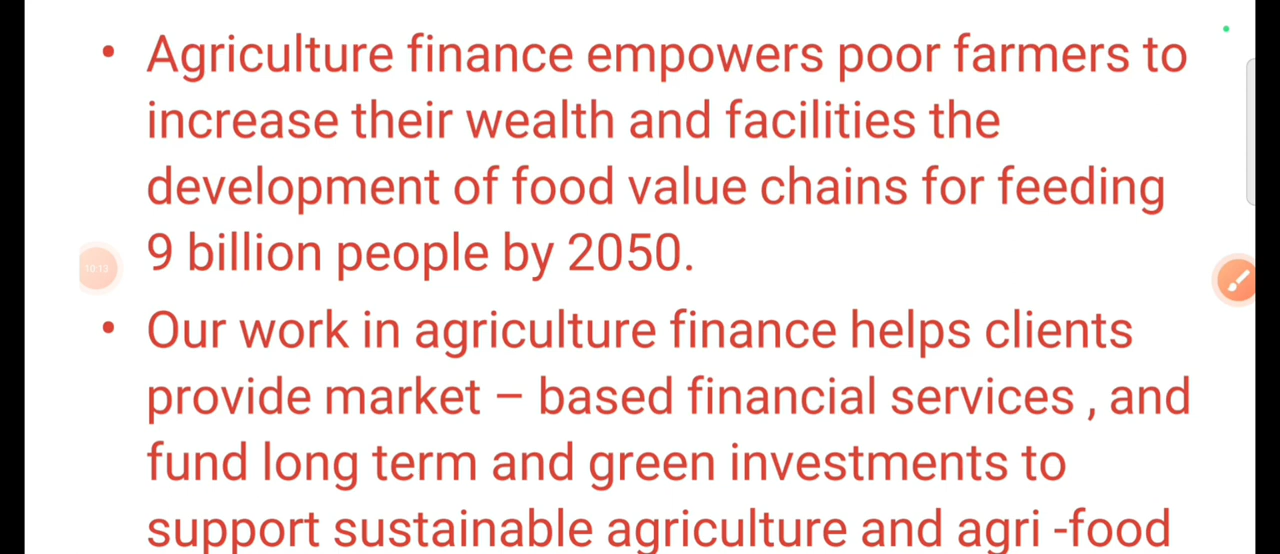 • Agriculture finance empowers poor farmers to
increase their wealth and facilities the
development of food value chains for feeding
9 billion people by 2050.
10:13
• Our work in agriculture finance helps clients
provide market – based financial services , and
fund long term and green investments to
support sustainable agriculture and agri -food